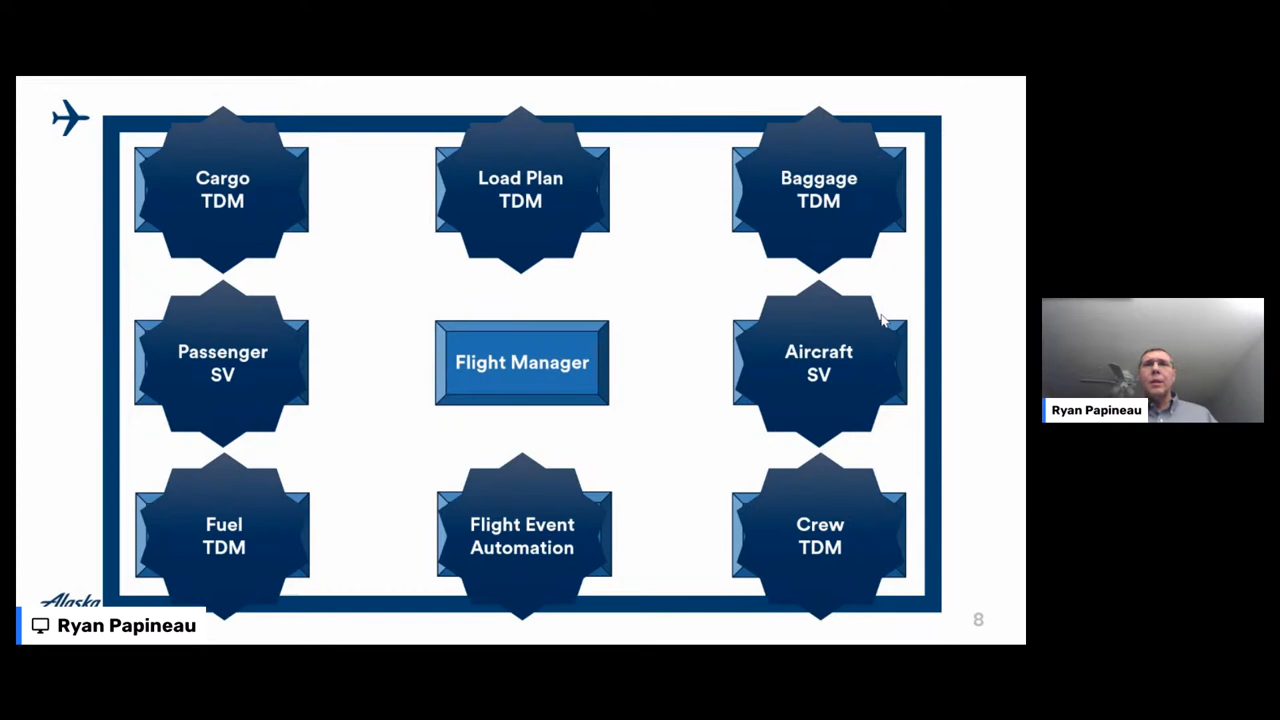 Cargo
TDM
Load Plan
TDM
Baggage
TDM
Passenger
SV
Flight Manager
Aircraft
SV
Fuel
TDM
Flight Event
Automation
Crew
TDM
Alaska
8
Ryan Papineau
Ryan Papineau